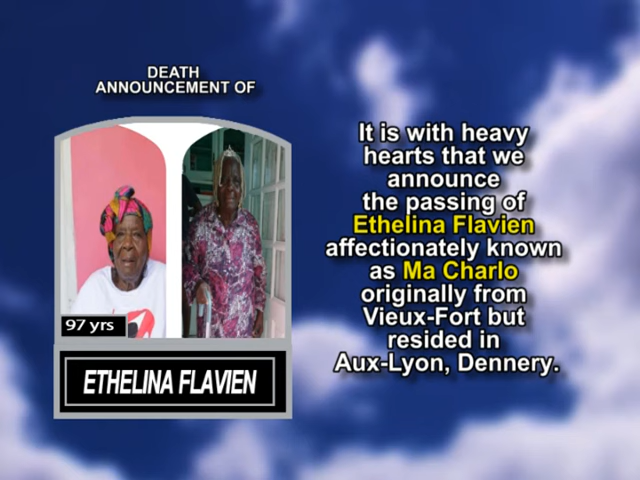 DEATH
ANNOUNCEMENT OF
97 yrs
ETHELINA FLAVIEN
It is with heavy
hearts that we
announce
the passing of
Ethelina Flavien
affectionately known
as Ma Charlo
originally from
Vieux-Fort but
resided in
Aux-Lyon, Dennery.